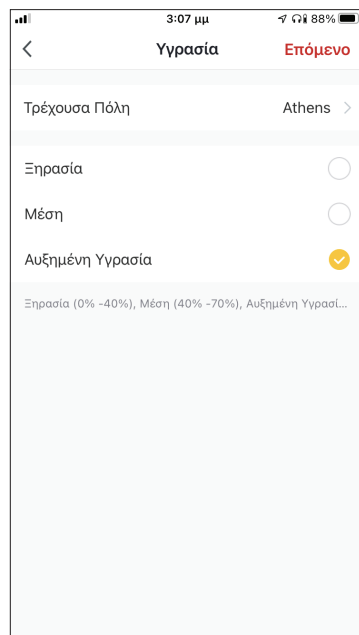 3:07 μμ
88%
Υγρασία
Επόμενο
Τρέχουσα Πόλη
Athens
Ξηρασία
Μέση
Αυξημένη Υγρασία
Ξηρασία (0% -40%), Μέση (40% -70%), Αυξημένη Υγρασί...